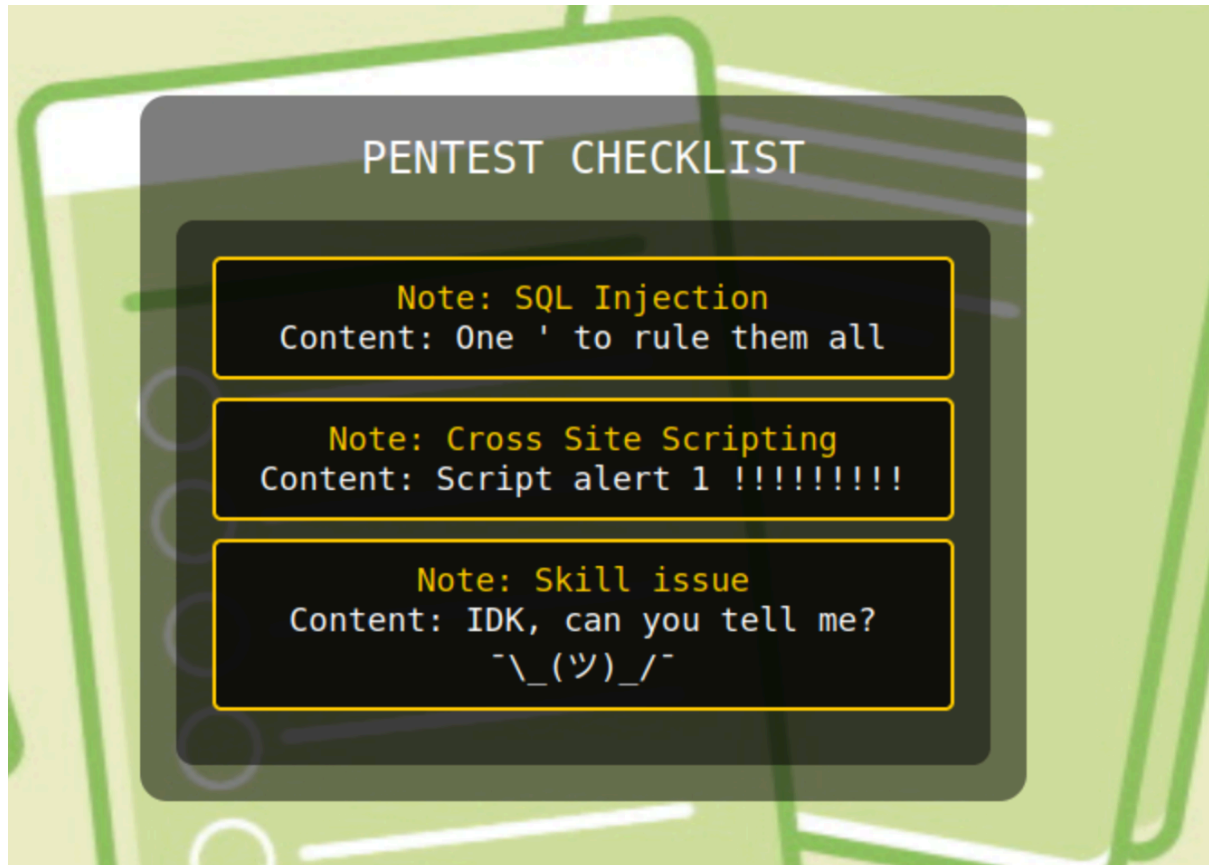 PENTEST CHECKLIST
Note: SQL Injection
Content: One ' to rule them all
Note: Cross Site Scripting
Content: Script alert 1 !!!!!!!!!
Note: Skill issue
Content: IDK, can you tell me?
¯\_(ツ)_/¯